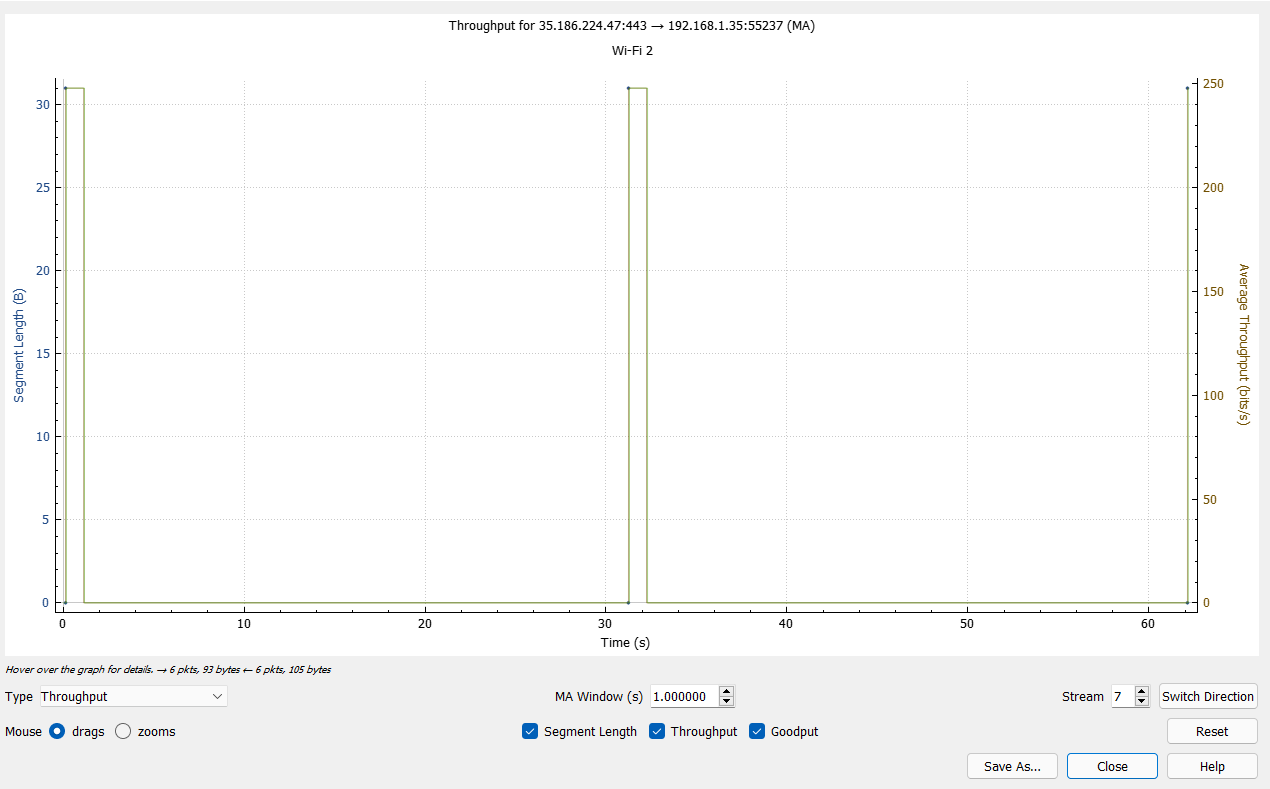 Throughput for 35.186.224.47:443 → 192.168.1.35:55237 (MA)
Wi-Fi 2
Segment Length (B)
30
25
20
15
10
5
0
250
200
150
100
50
0
Average Throughput (bits/s)
0 10 20 30 40 50 60
Time (s)
Hover over the graph for details. → 6 pkts, 93 bytes ← 6 pkts, 105 bytes
Type Throughput MA Window (s) 1.000000 Stream 7 Switch Direction
Mouse drags zooms Segment Length Throughput Goodput Reset
Save As... Close Help